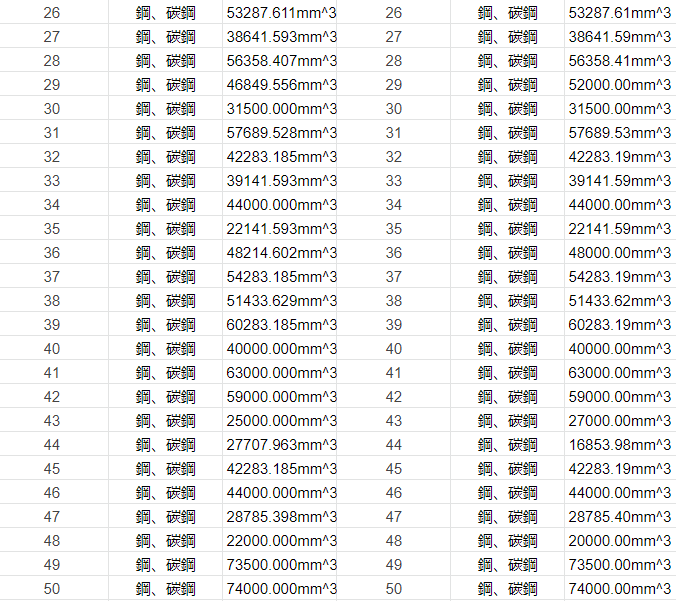 26 鋼、碳鋼 53287.611mm^3 26 鋼、碳鋼 53287.61mm^3
27 鋼、碳鋼 38641.593mm^3 27 鋼、碳鋼 38641.59mm^3
28 鋼、碳鋼 56358.407mm^3 28 鋼、碳鋼 56358.41mm^3
29 鋼、碳鋼 46849.556mm^3 29 鋼、碳鋼 52000.00mm^3
30 鋼、碳鋼 31500.000mm^3 30 鋼、碳鋼 31500.00mm^3
31 鋼、碳鋼 57689.528mm^3 31 鋼、碳鋼 57689.53mm^3
32 鋼、碳鋼 42283.185mm^3 32 鋼、碳鋼 42283.19mm^3
33 鋼、碳鋼 39141.593mm^3 33 鋼、碳鋼 39141.59mm^3
34 鋼、碳鋼 44000.000mm^3 34 鋼、碳鋼 44000.00mm^3
35 鋼、碳鋼 22141.593mm^3 35 鋼、碳鋼 22141.59mm^3
36 鋼、碳鋼 48214.602mm^3 36 鋼、碳鋼 48000.00mm^3
37 鋼、碳鋼 54283.185mm^3 37 鋼、碳鋼 54283.19mm^3
38 鋼、碳鋼 51433.629mm^3 38 鋼、碳鋼 51433.62mm^3
39 鋼、碳鋼 60283.185mm^3 39 鋼、碳鋼 60283.19mm^3
40 鋼、碳鋼 40000.000mm^3 40 鋼、碳鋼 40000.00mm^3
41 鋼、碳鋼 63000.000mm^3 41 鋼、碳鋼 63000.00mm^3
42 鋼、碳鋼 59000.000mm^3 42 鋼、碳鋼 59000.00mm^3
43 鋼、碳鋼 25000.000mm^3 43 鋼、碳鋼 27000.00mm^3
44 鋼、碳鋼 27707.963mm^3 44 鋼、碳鋼 16853.98mm^3
45 鋼、碳鋼 42283.185mm^3 45 鋼、碳鋼 42283.19mm^3
46 鋼、碳鋼 44000.000mm^3 46 鋼、碳鋼 44000.00mm^3
47 鋼、碳鋼 28785.398mm^3 47 鋼、碳鋼 28785.40mm^3
48 鋼、碳鋼 22000.000mm^3 48 鋼、碳鋼 20000.00mm^3
49 鋼、碳鋼 73500.000mm^3 49 鋼、碳鋼 73500.00mm^3
50 鋼、碳鋼 74000.000mm^3 50 鋼、碳鋼 74000.00mm^3